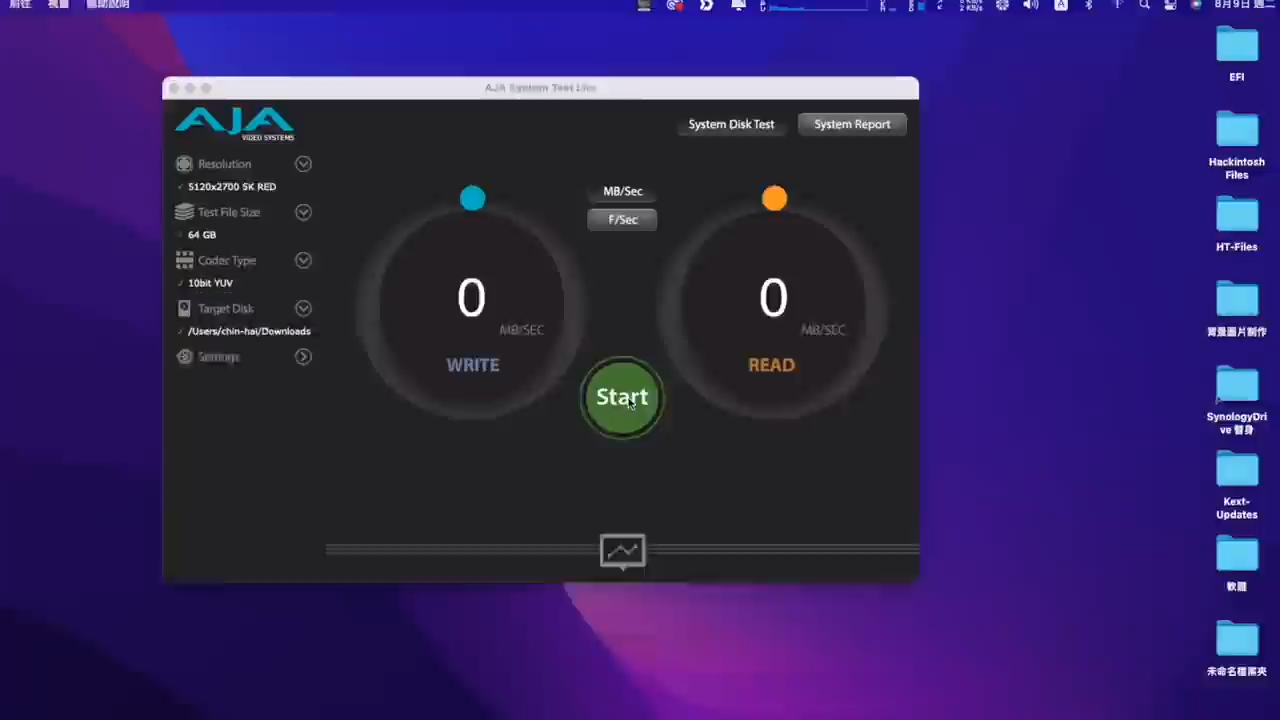 前往 視窗 輔助說明
A
8月9日 週二
AJA System Test Lite
AJA
VIDEO SYSTEMS
System Disk Test
System Report
Resolution
5120x2700 5K RED
Test File Size
64 GB
Codec Type
10bit YUV
Target Disk
/Users/chin-hai/Downloads
Settings
MB/Sec
F/Sec
0
MB/SEC
WRITE
0
MB/SEC
READ
Start
EFI
Hackintosh
Files
HT-Files
背景圖片制作
SynologyDri
ve 替身
Kext-
Updates
軟體
未命名檔案夾